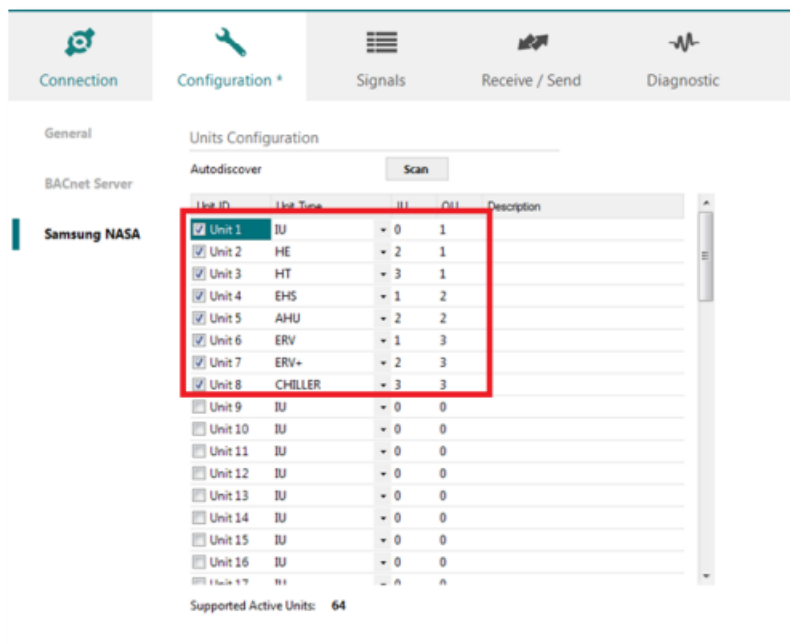 Connection Configuration * Signals Receive / Send Diagnostic
General
BACnet Server
Samsung NASA
Units Configuration
Autodiscover Scan
Unit ID Unit Type IU OU Description
Unit 1 IU 0 1
Unit 2 HE 2 1
Unit 3 HT 3 1
Unit 4 EHS 1 2
Unit 5 AHU 2 2
Unit 6 ERV 1 3
Unit 7 ERV+ 2 3
Unit 8 CHILLER 3 3
Unit 9 IU 0 0
Unit 10 IU 0 0
Unit 11 IU 0 0
Unit 12 IU 0 0
Unit 13 IU 0 0
Unit 14 IU 0 0
Unit 15 IU 0 0
Unit 16 IU 0 0
Unit 17 IU 0 0
Supported Active Units: 64